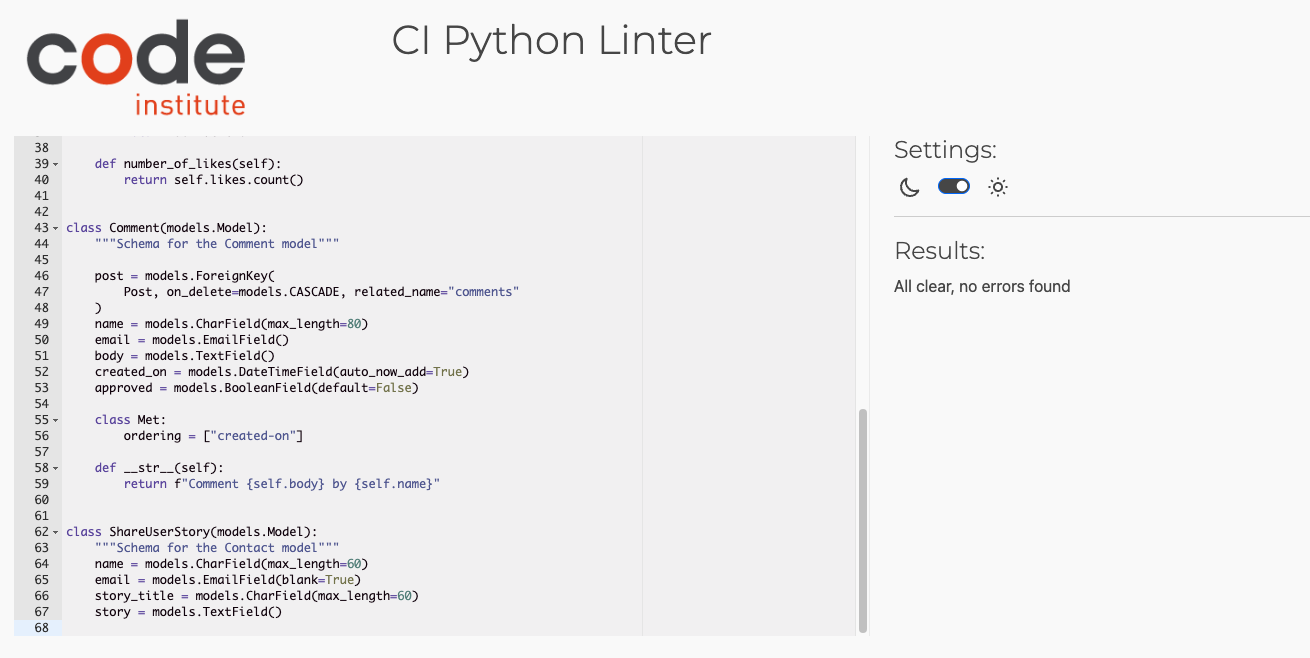 code
institute
CI Python Linter
38
39 def number_of_likes(self):
40 return self.likes.count()
41
42
43 class Comment(models.Model):
44 """Schema for the Comment model"""
45
46 post = models.ForeignKey(
47 Post, on_delete=models.CASCADE, related_name="comments"
48 )
49 name = models.CharField(max_length=80)
50 email = models.EmailField()
51 body = models.TextField()
52 created_on = models.DateTimeField(auto_now_add=True)
53 approved = models.BooleanField(default=False)
54
55 class Met:
56 ordering = ["created-on"]
57
58 def __str__(self):
59 return f"Comment {self.body} by {self.name}"
60
61
62 class ShareUserStory(models.Model):
63 """Schema for the Contact model"""
64 name = models.CharField(max_length=60)
65 email = models.EmailField(blank=True)
66 story_title = models.CharField(max_length=60)
67 story = models.TextField()
68
Settings:
Results:
All clear, no errors found